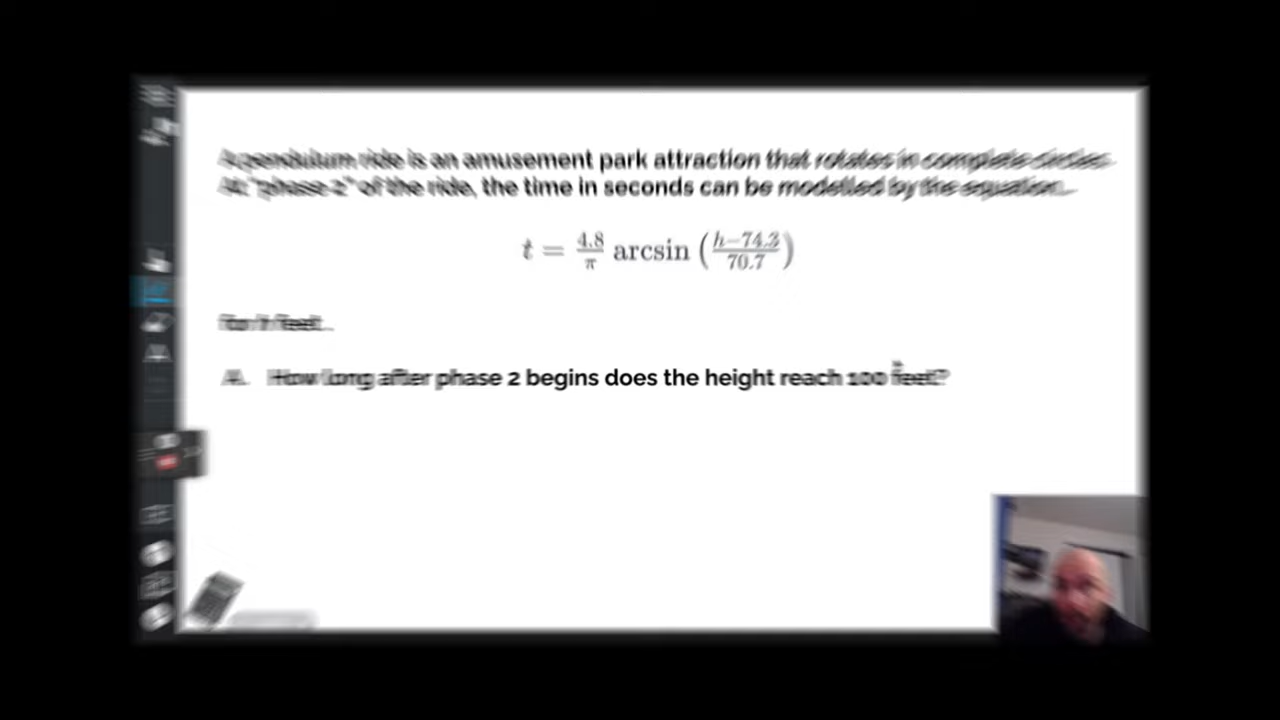 A pendulum ride is an amusement park attraction that rotates in complete circles.
At "phase 2" of the ride, the time in seconds can be modelled by the equation...
t = 4.8/π arcsin (h−74.3/70.7)
for h feet.
A. How long after phase 2 begins does the height reach 100 feet?